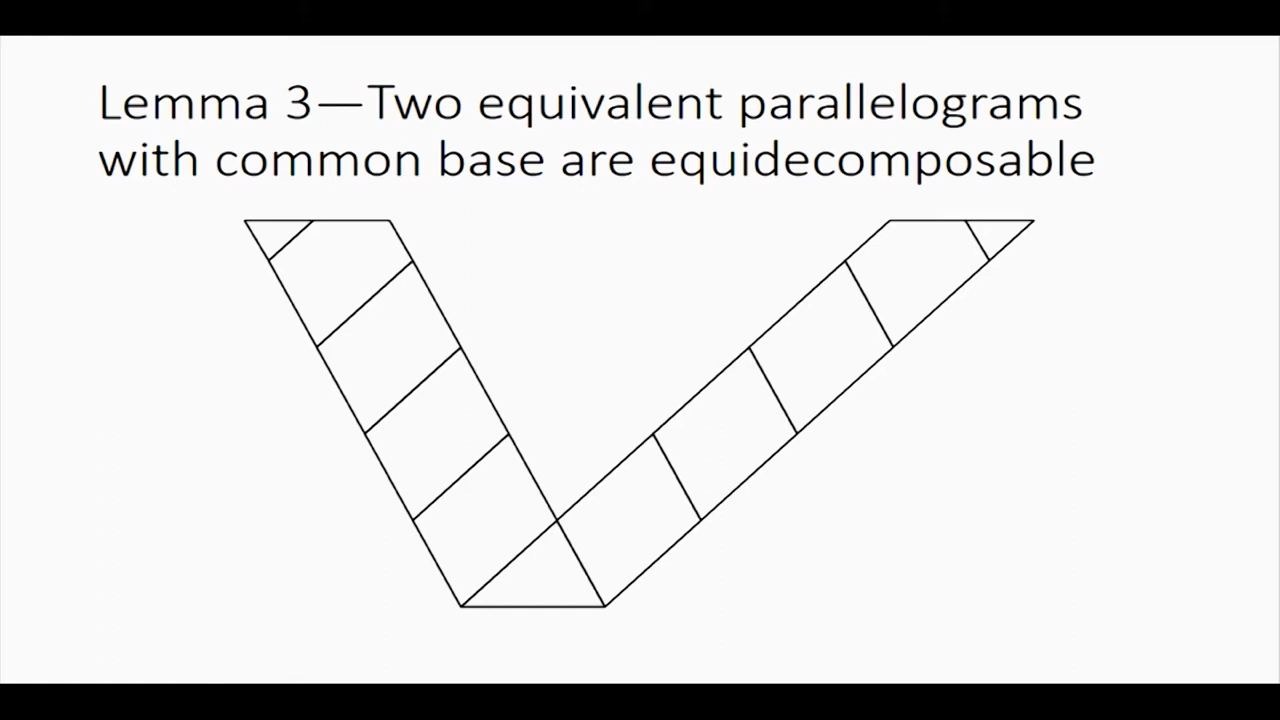 Lemma 3—Two equivalent parallelograms
with common base are equidecomposable